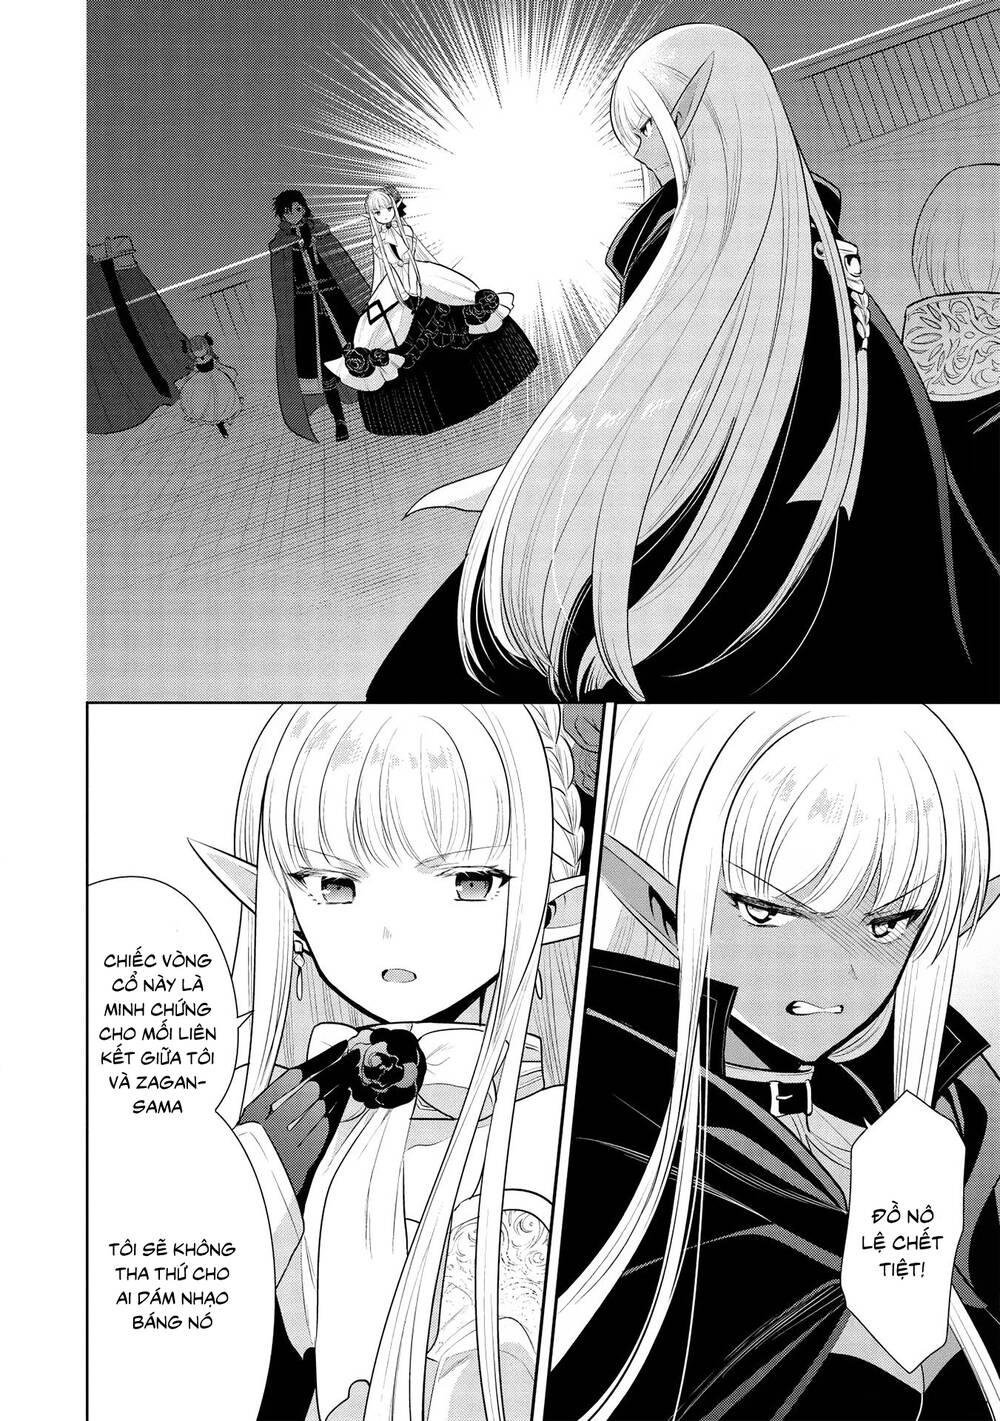 ĐỒ NÔ
LỆ CHẾT
TIỆT!
CHIẾC VÒNG
CỔ NÀY LÀ
MINH CHỨNG
CHO MỐI LIÊN
KẾT GIỮA TÔI
VÀ ZAGAN-
SAMA
TÔI SẼ KHÔNG
THA THỨ CHO
AI DÁM NHẠO
BÁNG NÓ